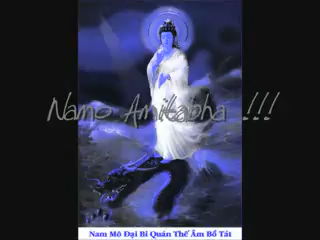 Namo Amitabha !!!
Nam Mô Đại Bi Quán Thế Âm Bồ Tát